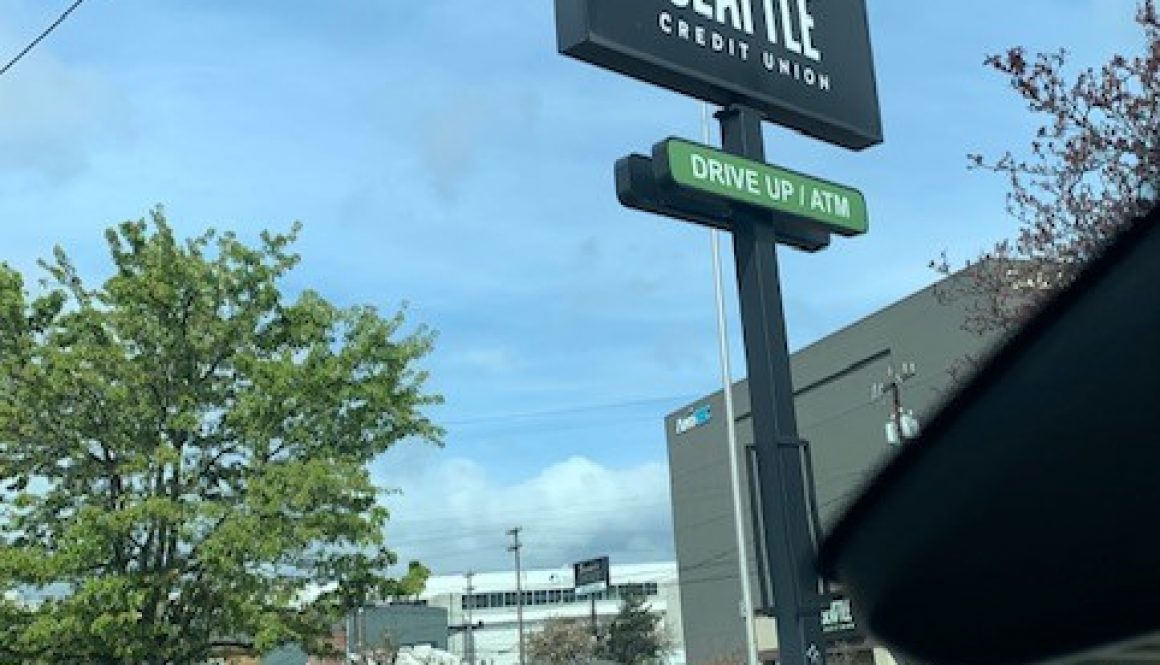 SEATTLE
CREDIT UNION
DRIVE UP / ATM